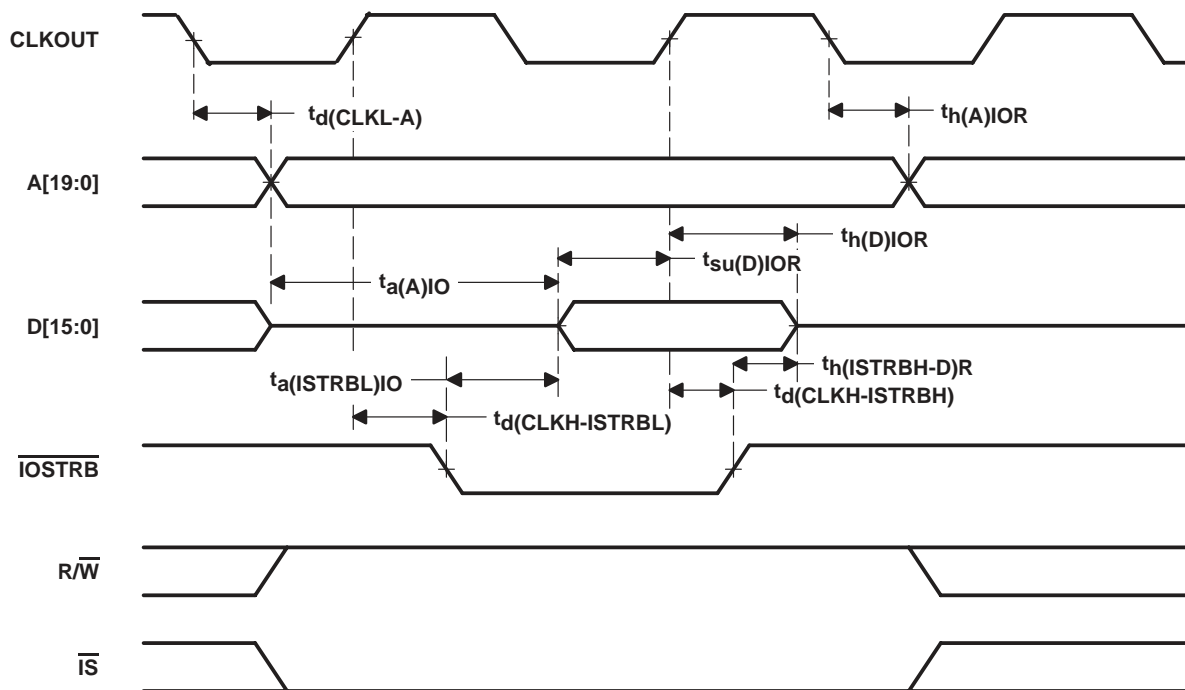 CLKOUT
td(CLKL-A)
th(A)IOR
A[19:0]
th(D)IOR
tsu(D)IOR
ta(A)IO
D[15:0]
th(ISTRBH-D)R
ta(ISTRBL)IO
td(CLKH-ISTRBH)
td(CLKH-ISTRBL)
IOSTRB
R/W
IS